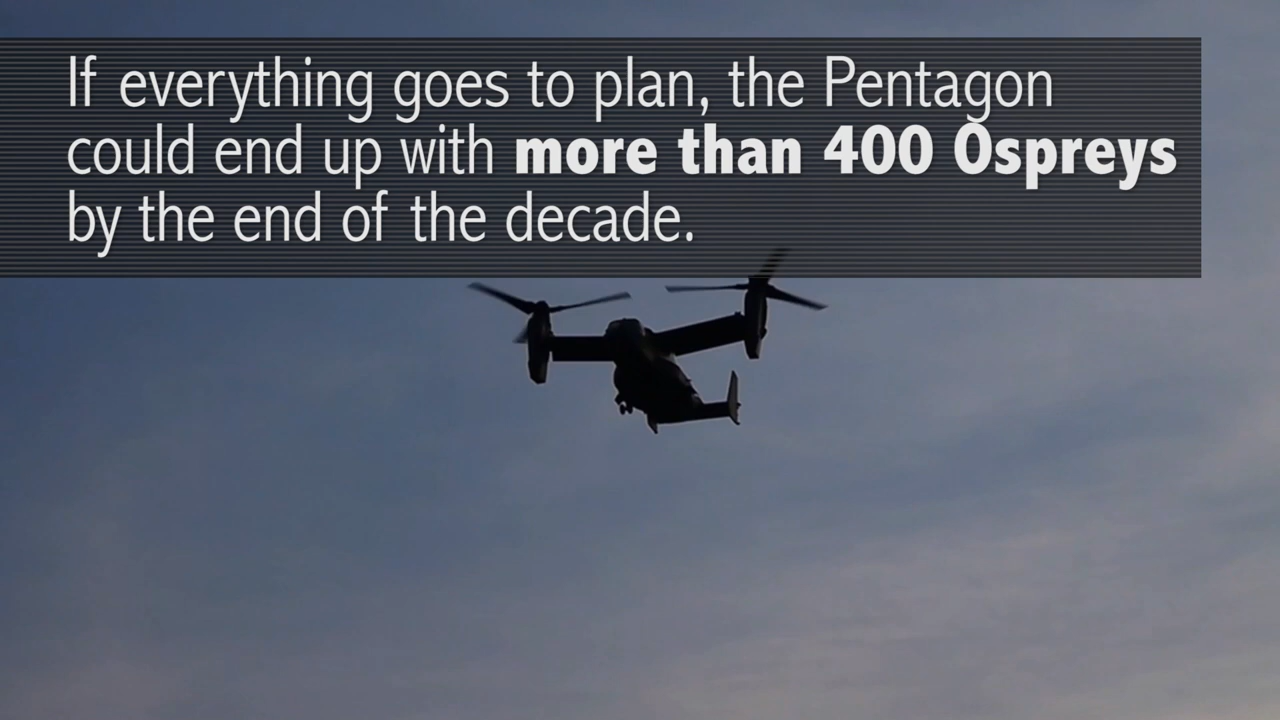 If everything goes to plan, the Pentagon
could end up with more than 400 Ospreys
by the end of the decade.